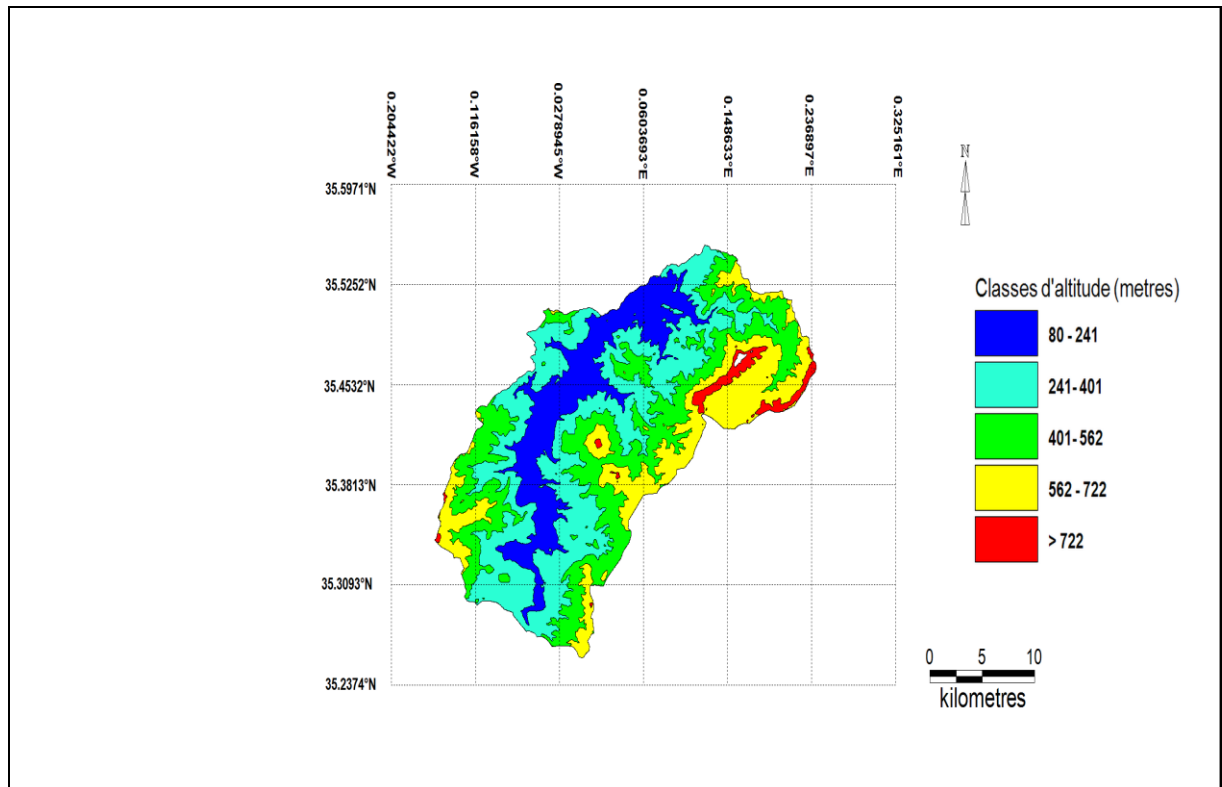 0.204422°W
0.116158°W
0.0278945°W
0.0603693°E
0.148633°E
0.236897°E
0.325161°E
N
35.5971°N
35.5252°N
35.4532°N
35.3813°N
35.3093°N
35.2374°N
Classes d'altitude (metres)
80 - 241
241 - 401
401 - 562
562 - 722
> 722
0 5 10
kilometres